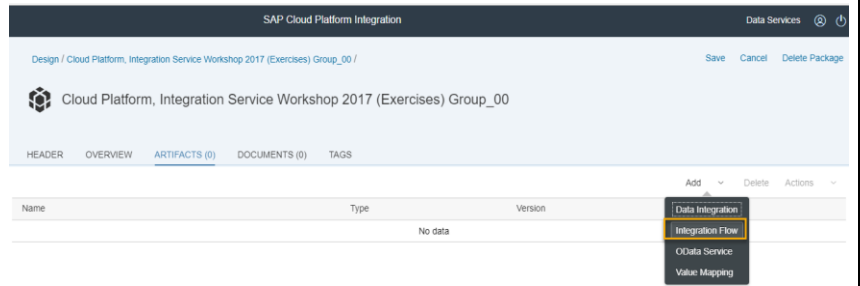 SAP Cloud Platform Integration
Data Services
Design / Cloud Platform, Integration Service Workshop 2017 (Exercises) Group_00 /
Save Cancel Delete Package
Cloud Platform, Integration Service Workshop 2017 (Exercises) Group_00
HEADER OVERVIEW ARTIFACTS (0) DOCUMENTS (0) TAGS
Add Delete Actions
Name Type Version
Data Integration
No data
Integration Flow
OData Service
Value Mapping